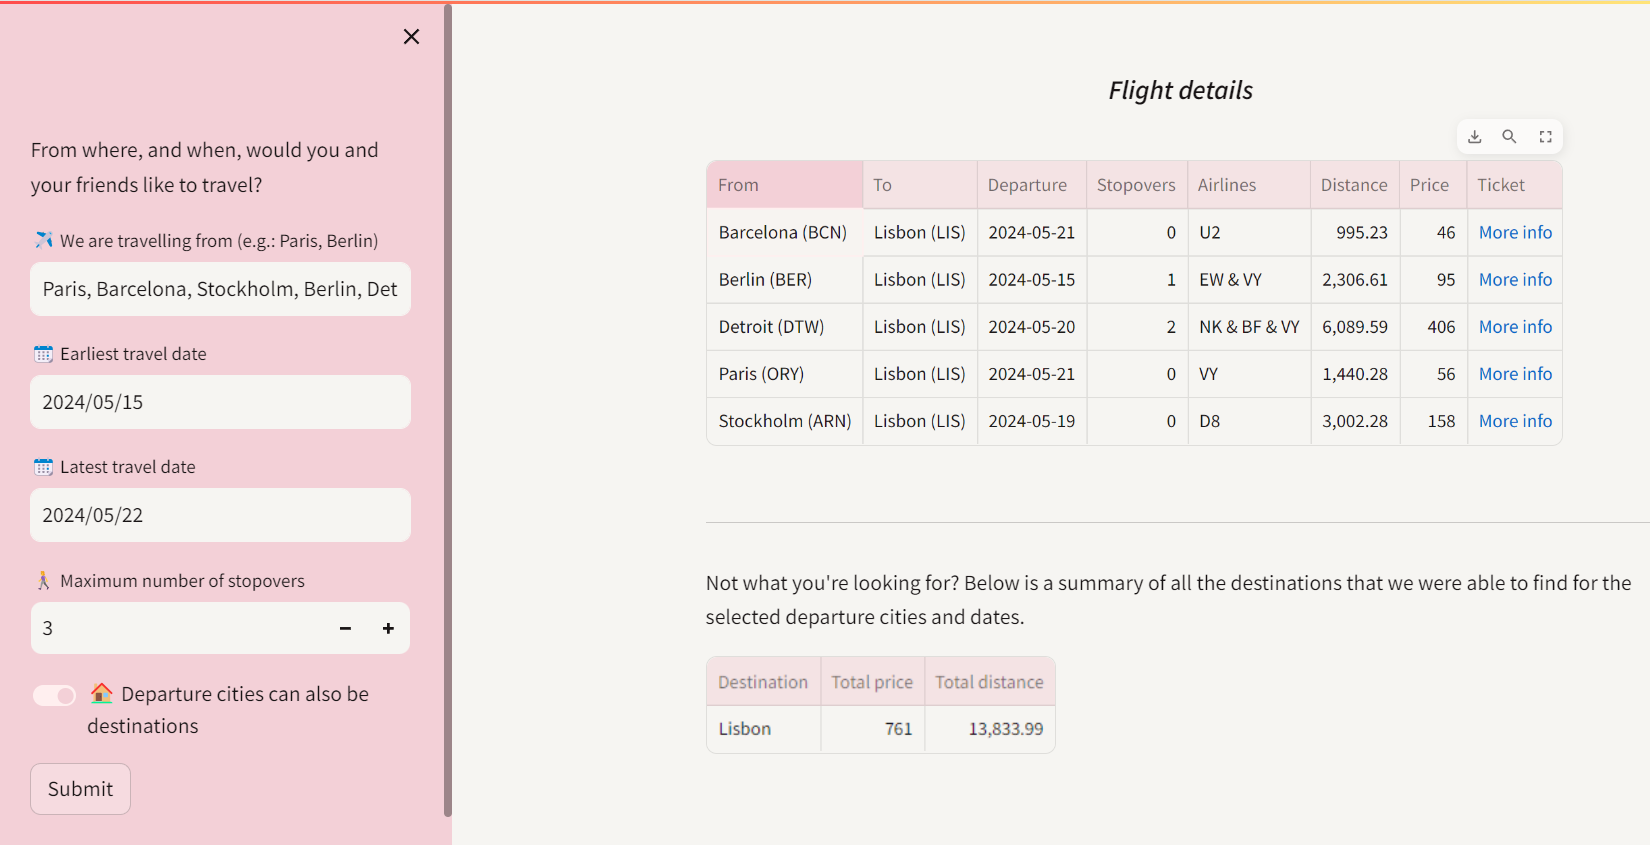 From where, and when, would you and
your friends like to travel?
We are travelling from (e.g.: Paris, Berlin)
Paris, Barcelona, Stockholm, Berlin, Det
Earliest travel date
2024/05/15
Latest travel date
2024/05/22
Maximum number of stopovers
3
Departure cities can also be
destinations
Submit
Flight details
From To Departure Stopovers Airlines Distance Price Ticket
Barcelona (BCN) Lisbon (LIS) 2024-05-21 0 U2 995.23 46 More info
Berlin (BER) Lisbon (LIS) 2024-05-15 1 EW & VY 2,306.61 95 More info
Detroit (DTW) Lisbon (LIS) 2024-05-20 2 NK & BF & VY 6,089.59 406 More info
Paris (ORY) Lisbon (LIS) 2024-05-21 0 VY 1,440.28 56 More info
Stockholm (ARN) Lisbon (LIS) 2024-05-19 0 D8 3,002.28 158 More info
Not what you're looking for? Below is a summary of all the destinations that we were able to find for the
selected departure cities and dates.
Destination Total price Total distance
Lisbon 761 13,833.99